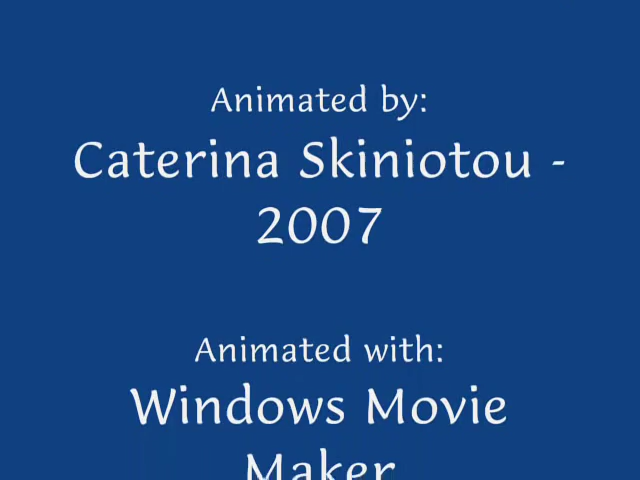 Animated by:
Caterina Skiniotou -
2007
Animated with:
Windows Movie
Maker